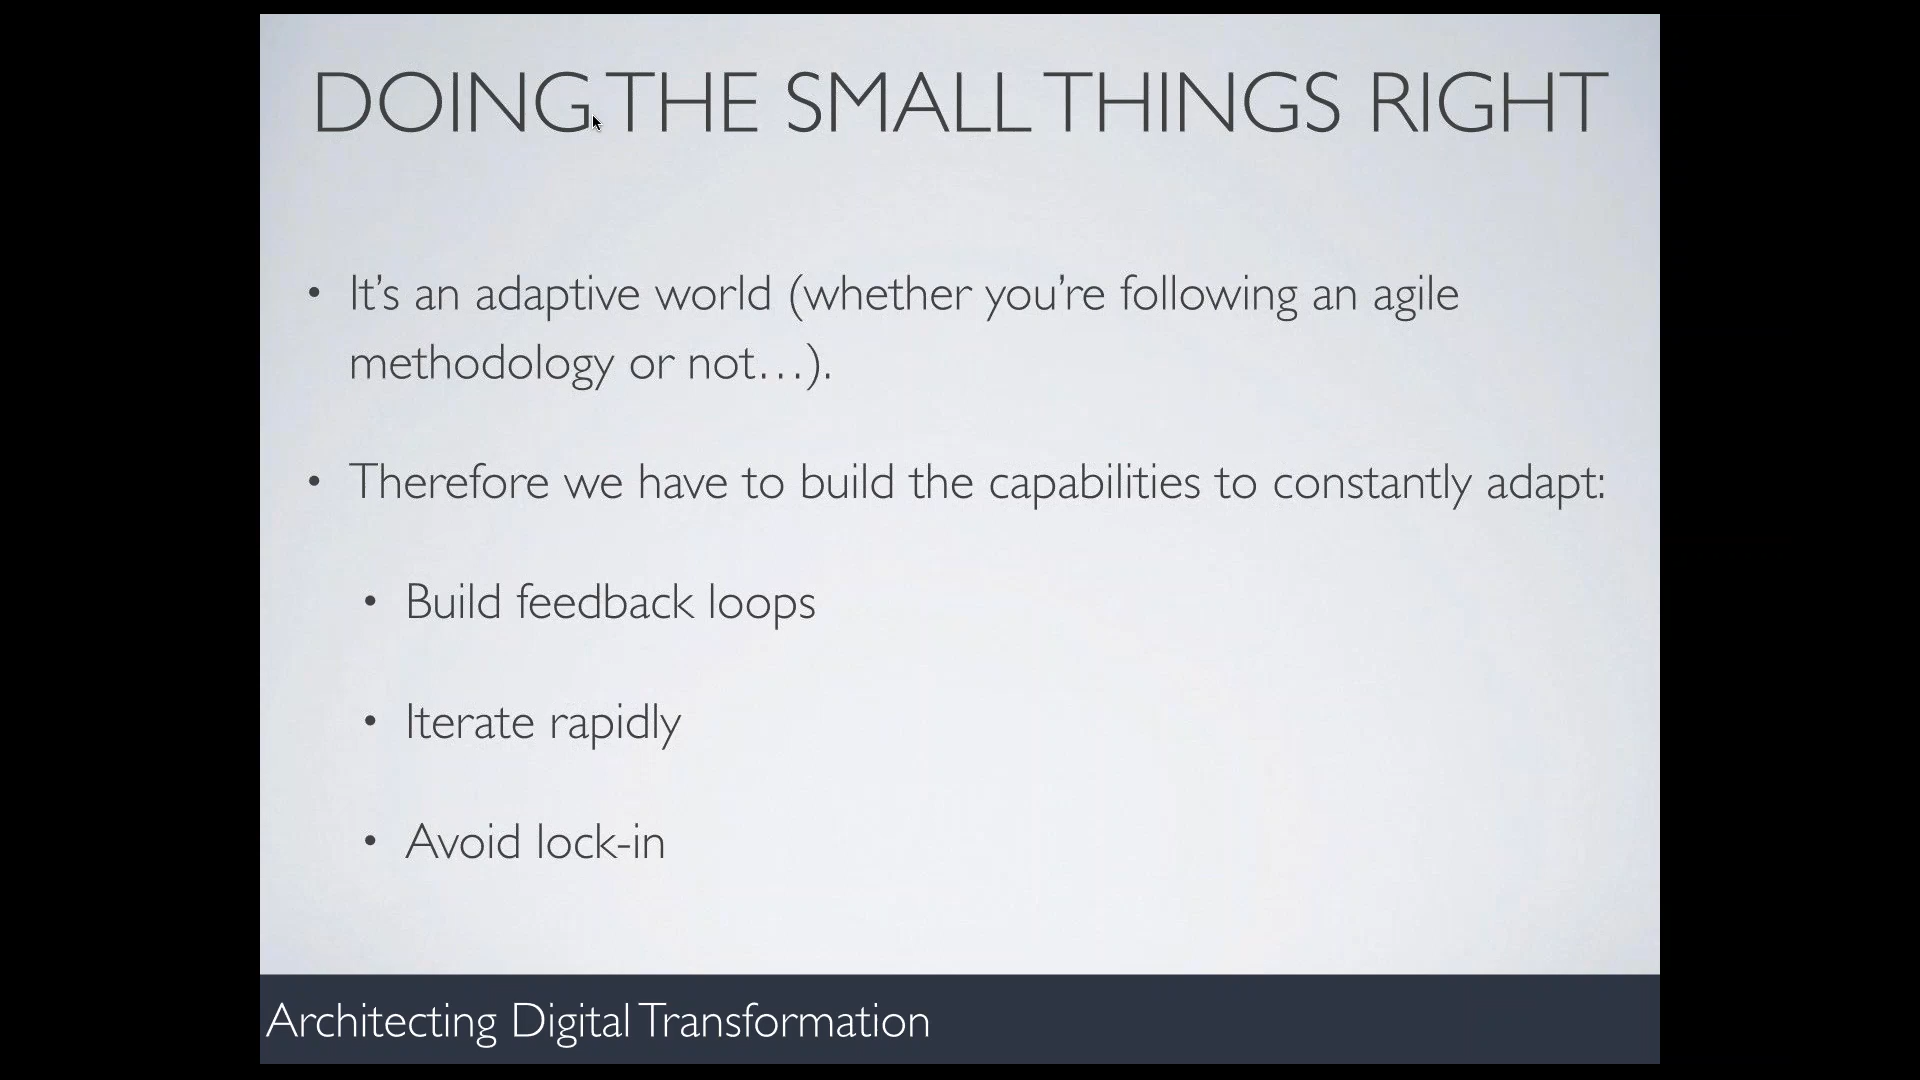 DOING THE SMALL THINGS RIGHT
• It’s an adaptive world (whether you’re following an agile
methodology or not…).
• Therefore we have to build the capabilities to constantly adapt:
• Build feedback loops
• Iterate rapidly
• Avoid lock-in
Architecting Digital Transformation